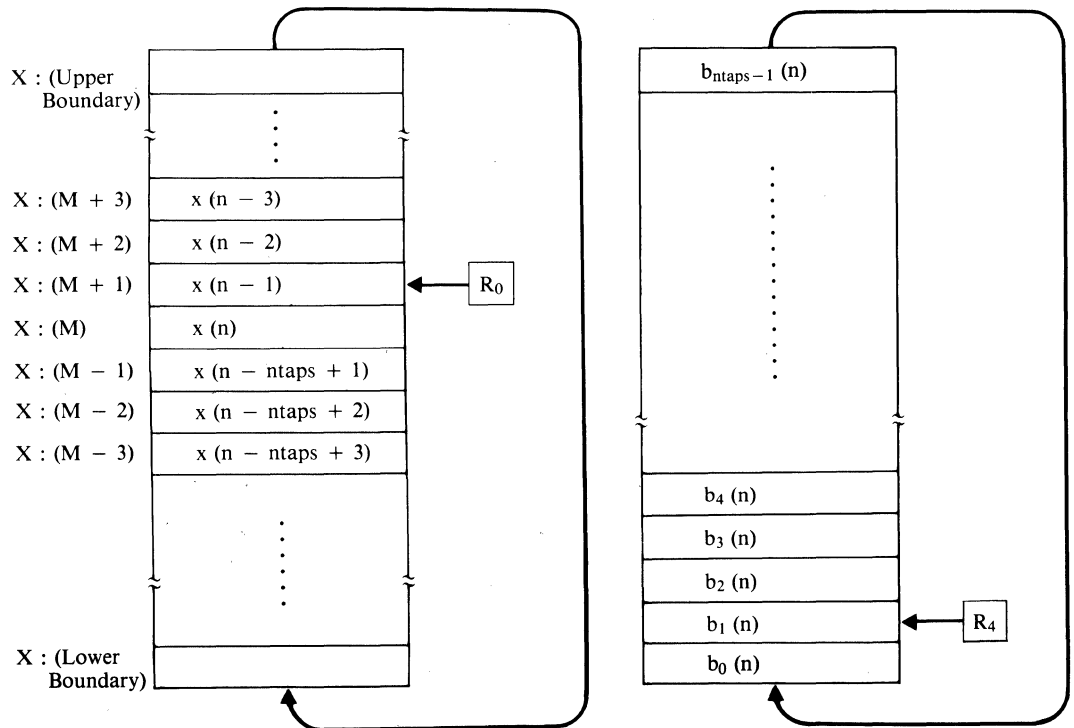 X : (Upper
Boundary)
X : (M + 3) x (n − 3)
X : (M + 2) x (n − 2)
X : (M + 1) x (n − 1)
R₀
X : (M) x (n)
X : (M − 1) x (n − ntaps + 1)
X : (M − 2) x (n − ntaps + 2)
X : (M − 3) x (n − ntaps + 3)
X : (Lower
Boundary)
bₙₜₐₚₛ₋₁ (n)
b₄ (n)
b₃ (n)
b₂ (n)
b₁ (n)
R₄
b₀ (n)